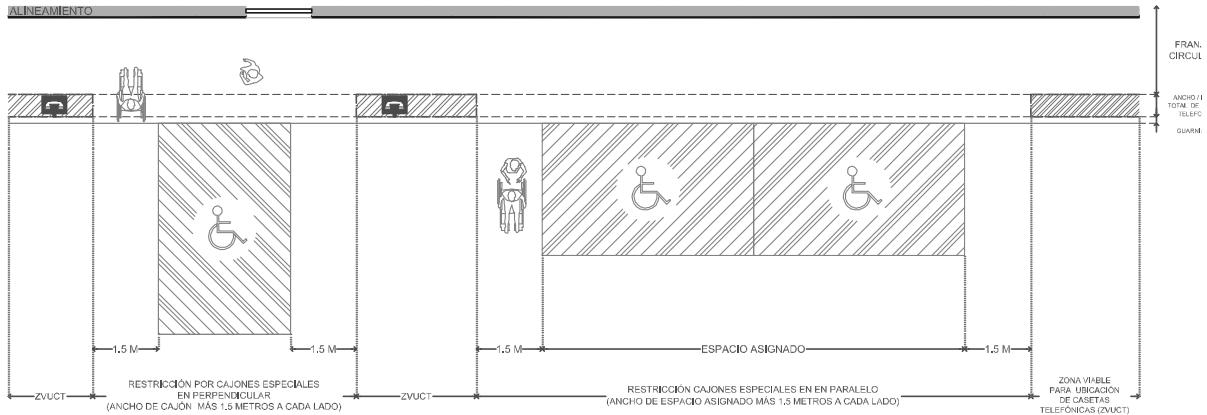 ALINEAMIENTO
FRAN.
CIRCUL
ANCHO /
TOTAL DE
TELEFO
GUARNI
1.5 M
1.5 M
1.5 M
ESPACIO ASIGNADO
1.5 M
ZVUCT
RESTRICCIÓN POR CAJONES ESPECIALES
EN PERPENDICULAR
(ANCHO DE CAJÓN MÁS 1.5 METROS A CADA LADO)
ZVUCT
RESTRICCIÓN CAJONES ESPECIALES EN EN PARALELO
(ANCHO DE ESPACIO ASIGNADO MÁS 1.5 METROS A CADA LADO)
ZONA VIABLE
PARA UBICACIÓN
DE CASETAS
TELEFÓNICAS (ZVUCT)